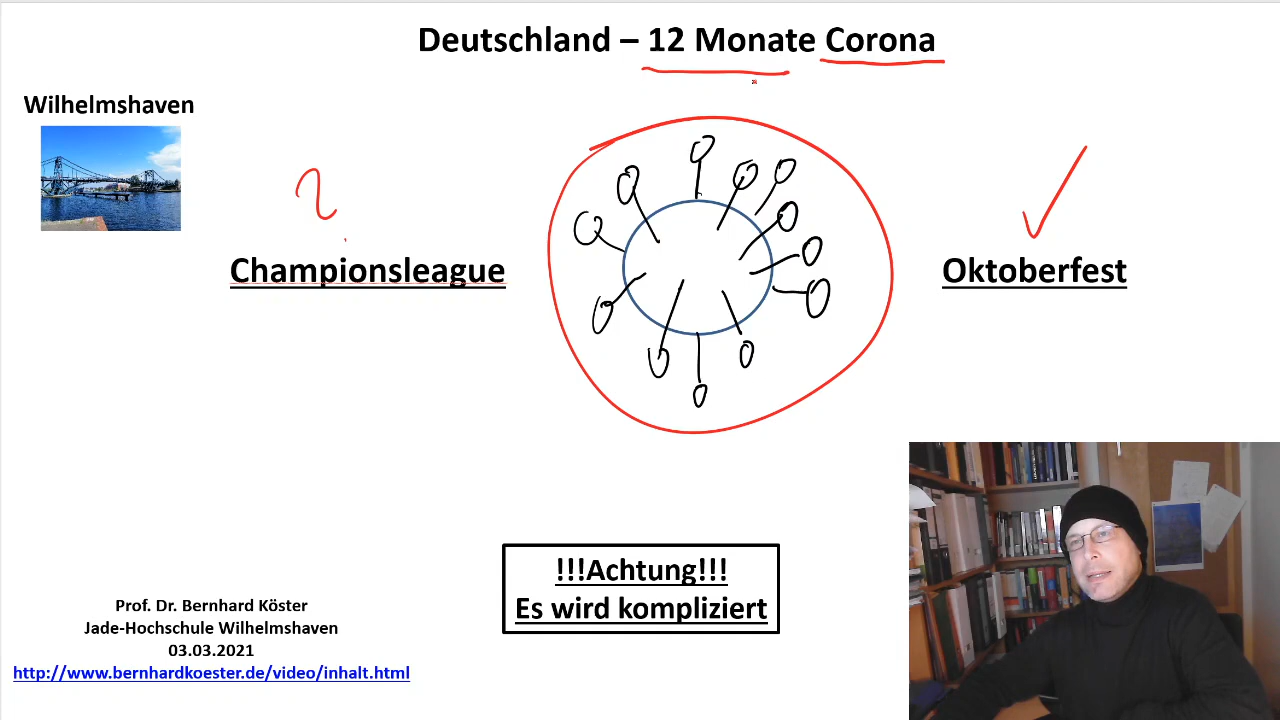 Deutschland – 12 Monate Corona
Wilhelmshaven
?
Championsleague
Oktoberfest
!!!Achtung!!!
Es wird kompliziert
Prof. Dr. Bernhard Köster
Jade-Hochschule Wilhelmshaven
03.03.2021
http://www.bernhardkoester.de/video/inhalt.html